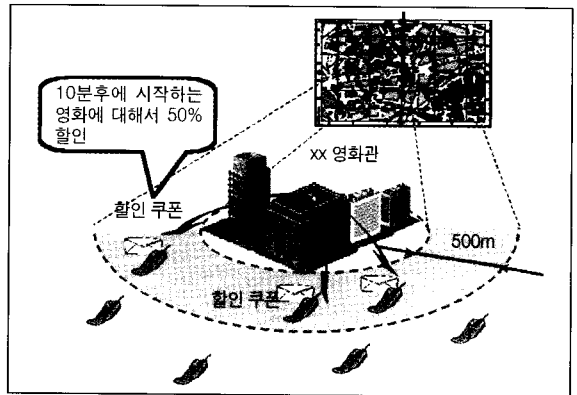 10분후에 시작하는
영화에 대해서 50%
할인
xx 영화관
할인 쿠폰
500m
할인 쿠폰